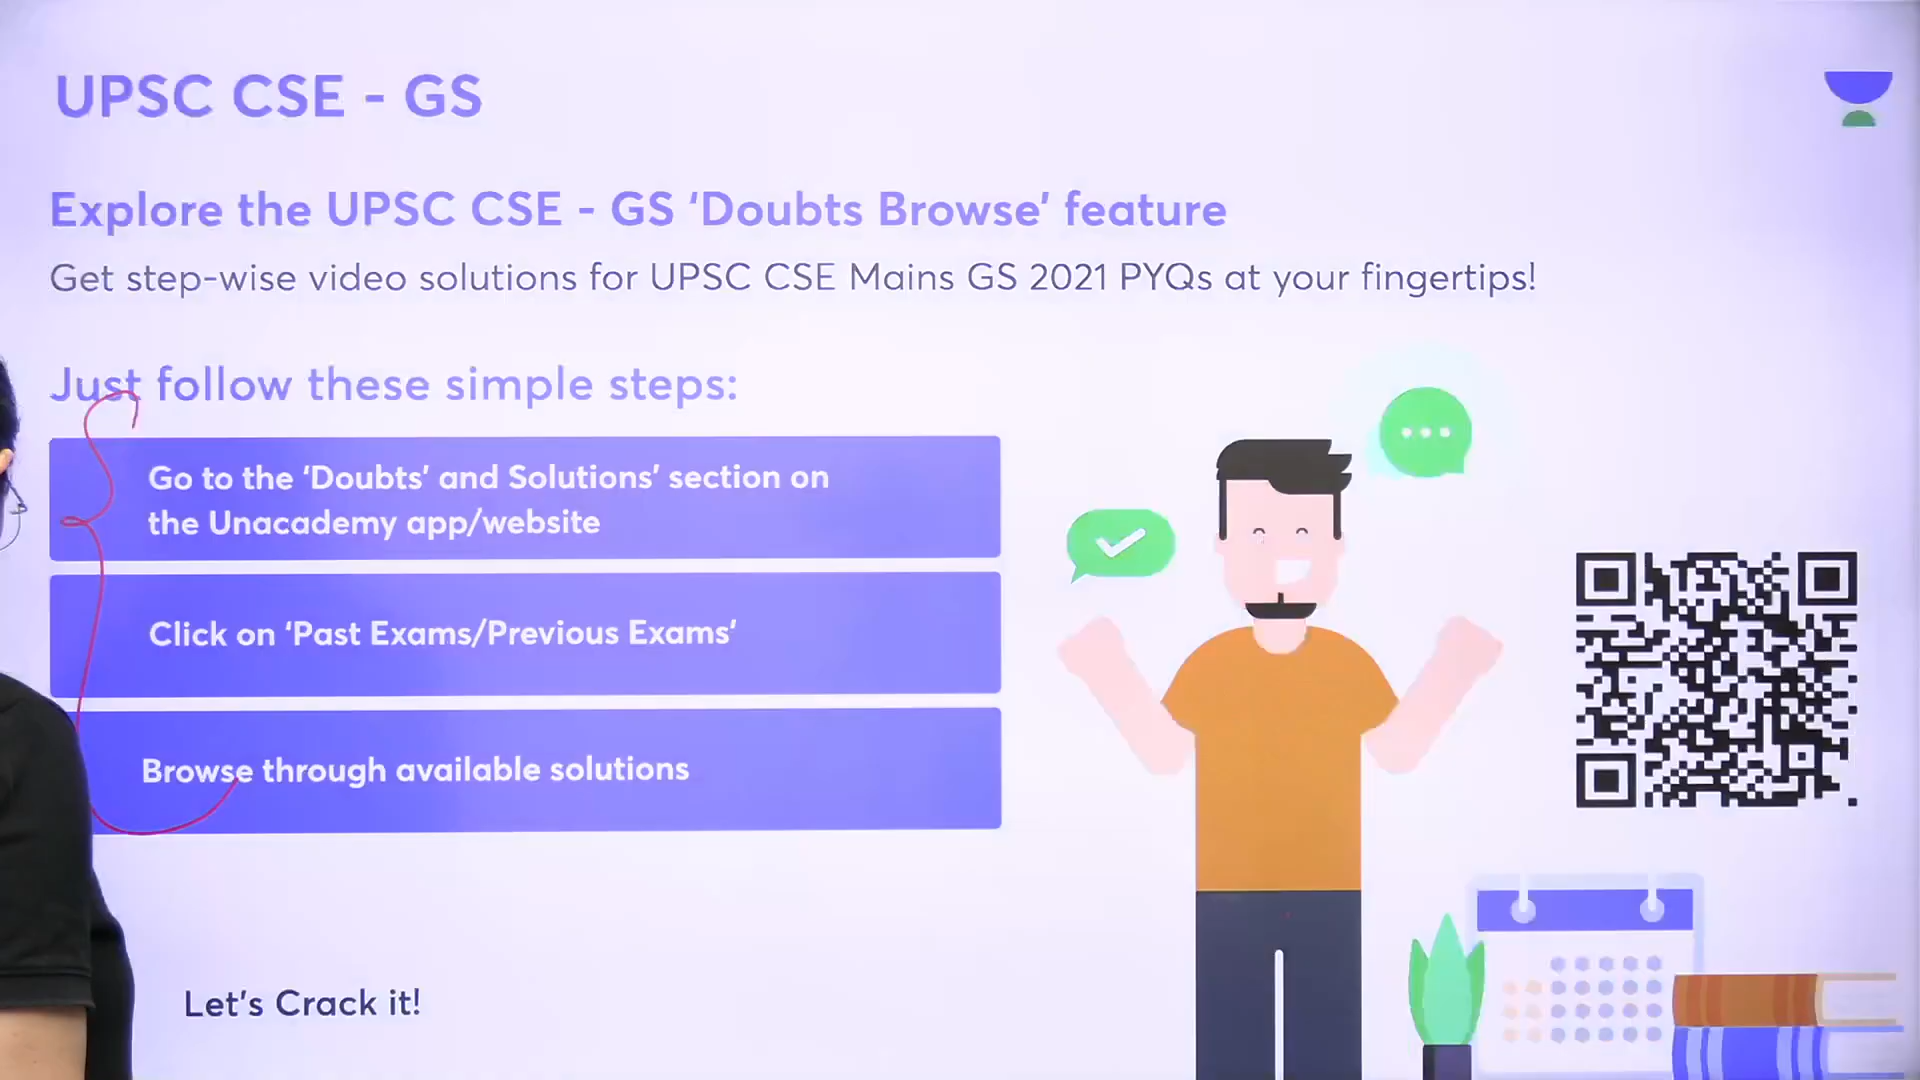 UPSC CSE - GS
Explore the UPSC CSE - GS ‘Doubts Browse’ feature
Get step-wise video solutions for UPSC CSE Mains GS 2021 PYQs at your fingertips!
Just follow these simple steps:
Go to the ‘Doubts’ and Solutions’ section on
the Unacademy app/website
Click on ‘Past Exams/Previous Exams’
Browse through available solutions
Let’s Crack it!